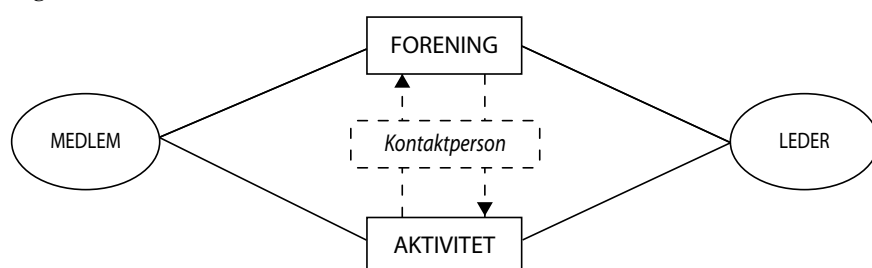 FORENING
MEDLEM
Kontaktperson
LEDER
AKTIVITET